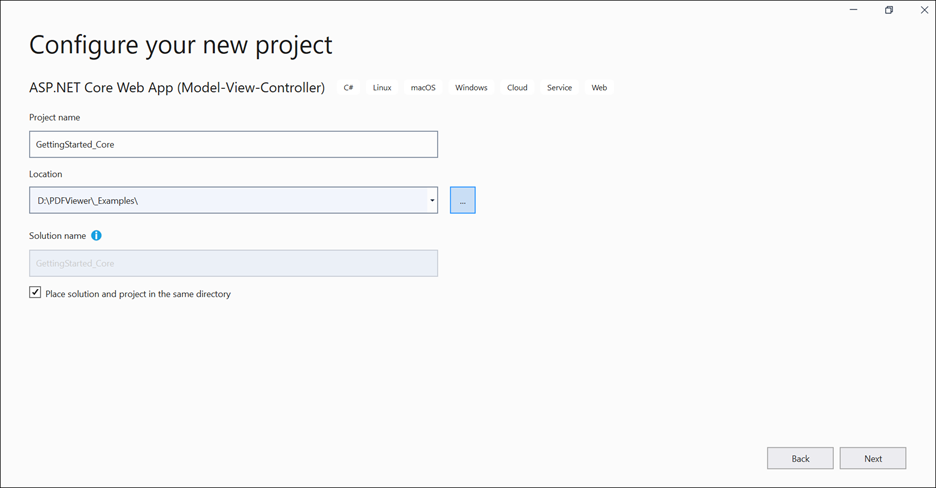 Configure your new project
ASP.NET Core Web App (Model-View-Controller) C# Linux macOS Windows Cloud Service Web
Project name
GettingStarted_Core
Location
D:\PDFViewer\_Examples\
...
Solution name
GettingStarted_Core
Place solution and project in the same directory
Back Next